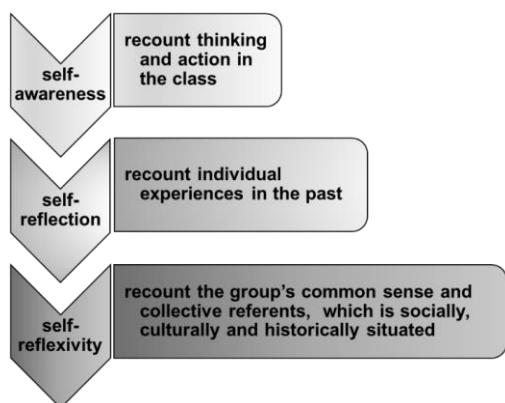 self-
awareness
recount thinking
and action in
the class
self-
reflection
recount individual
experiences in the past
self-
reflexivity
recount the group's common sense and
collective referents, which is socially,
culturally and historically situated